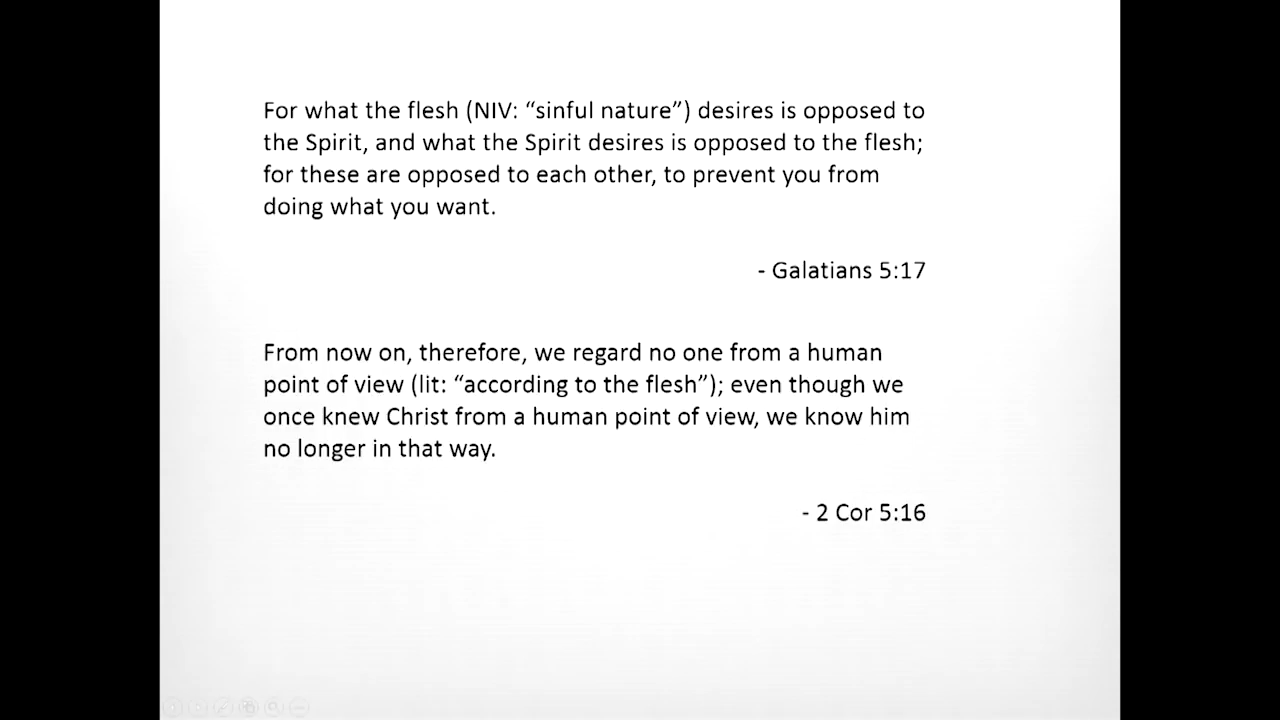 For what the flesh (NIV: “sinful nature”) desires is opposed to
the Spirit, and what the Spirit desires is opposed to the flesh;
for these are opposed to each other, to prevent you from
doing what you want.
- Galatians 5:17
From now on, therefore, we regard no one from a human
point of view (lit: “according to the flesh”); even though we
once knew Christ from a human point of view, we know him
no longer in that way.
- 2 Cor 5:16